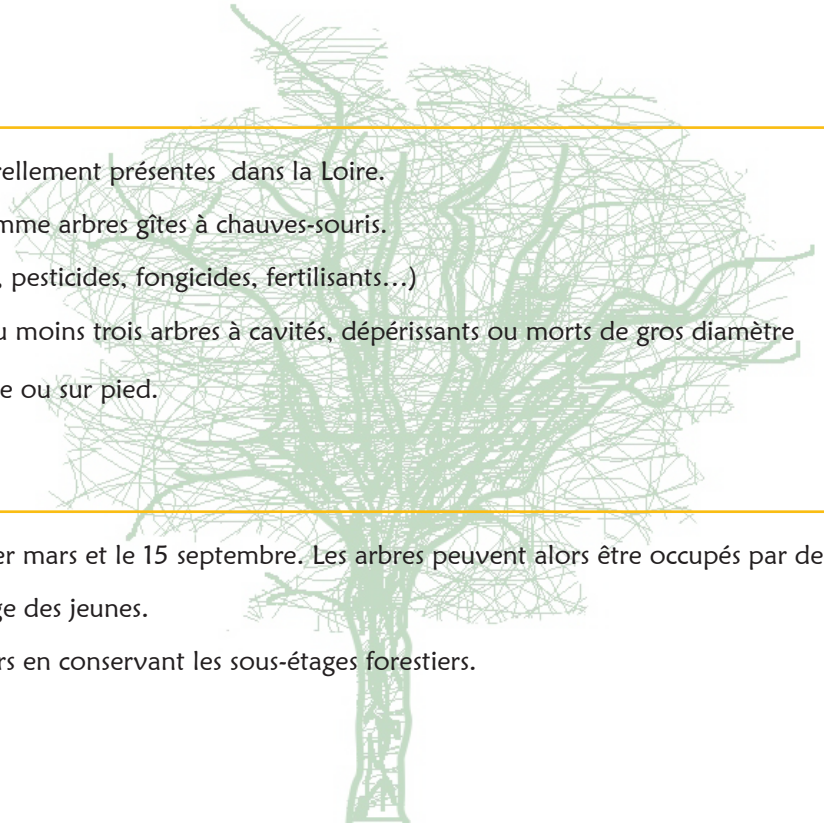 rellement présentes dans la Loire.
mme arbres gîtes à chauves-souris.
, pesticides, fongicides, fertilisants...)
u moins trois arbres à cavités, dépérissants ou morts de gros diamètre
e ou sur pied.
er mars et le 15 septembre. Les arbres peuvent alors être occupés par de
ge des jeunes.
rs en conservant les sous-étages forestiers.